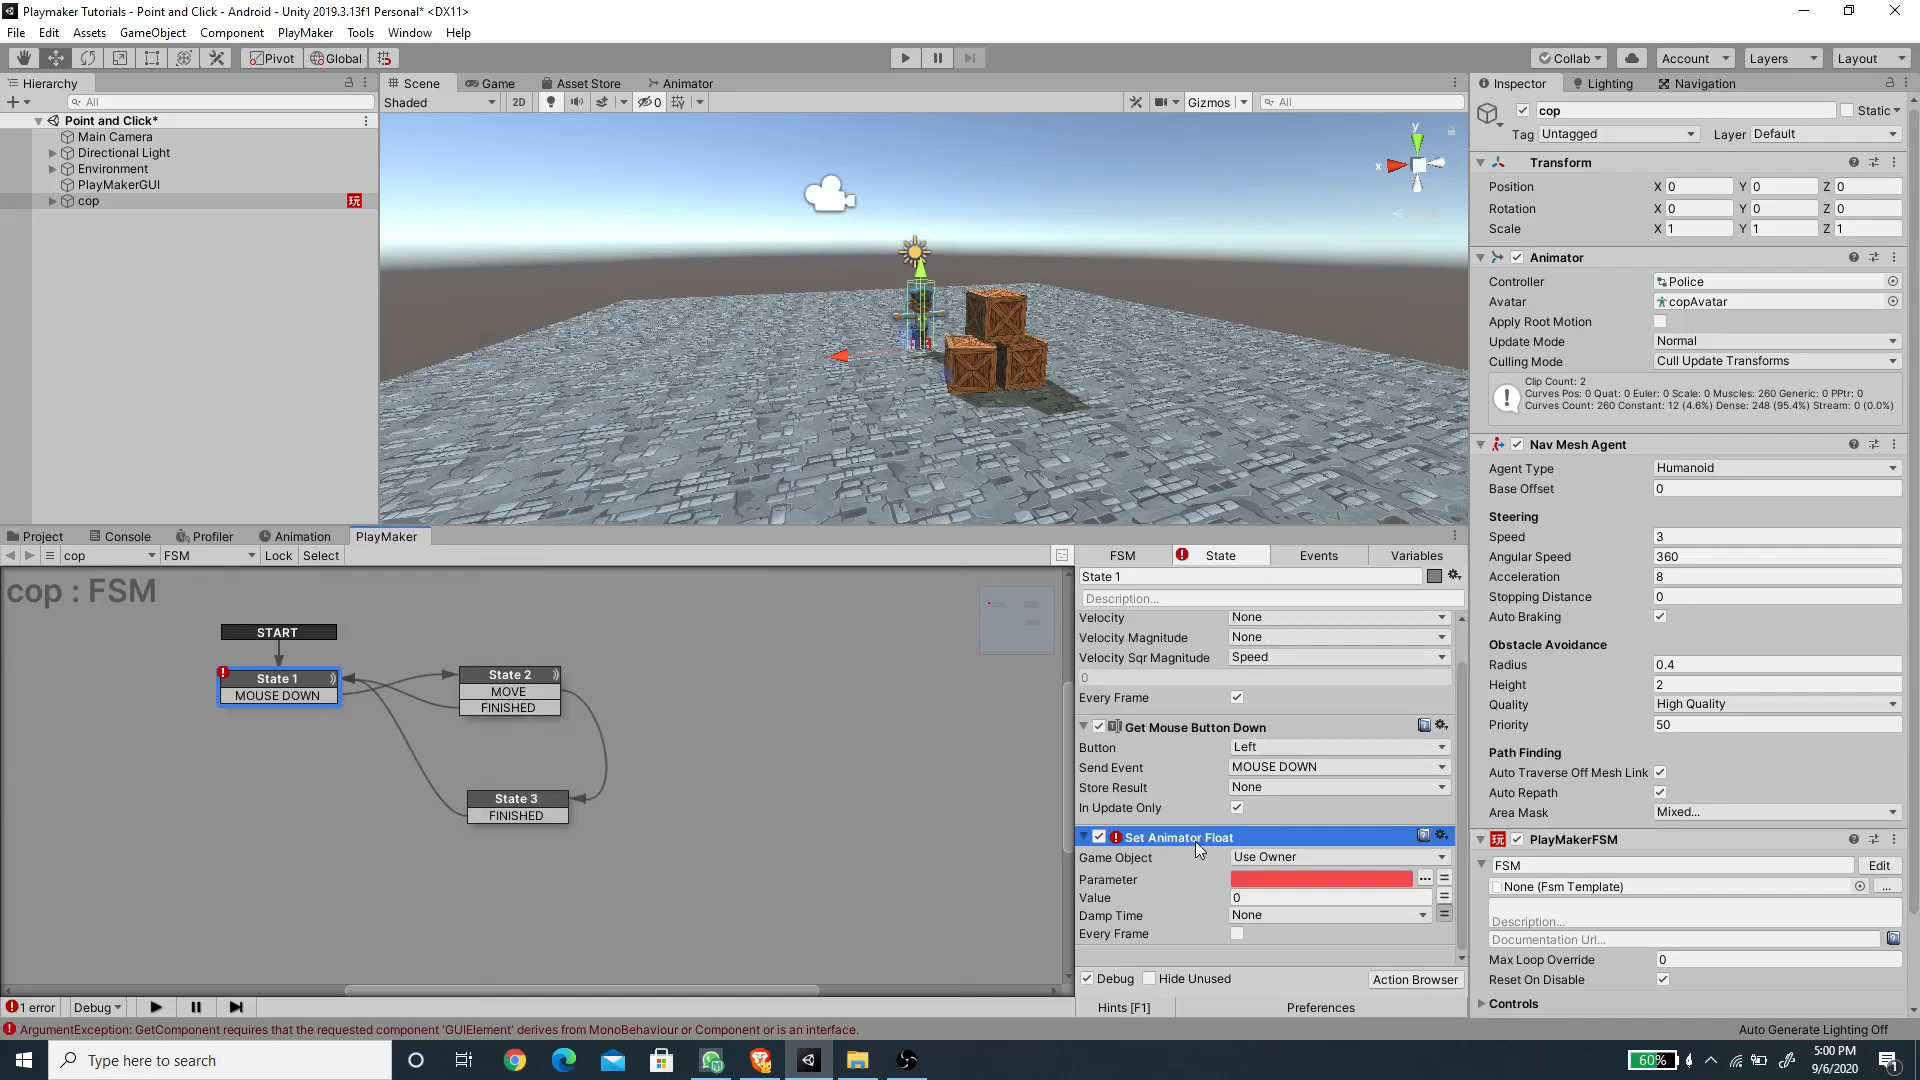 Playmaker Tutorials - Point and Click - Android - Unity 2019.3.13f1 Personal* <DX11>
File Edit Assets GameObject Component PlayMaker Tools Window Help
Pivot Global Collab Account Layers Layout
Hierarchy
All
Point and Click*
Main Camera
Directional Light
Environment
PlayMakerGUI
cop
Scene Game Asset Store Animator
Shaded 2D 0 Gizmos All
y
x
Inspector Lighting Navigation
cop Static
Tag Untagged Layer Default
Transform
Position X 0 Y 0 Z 0
Rotation X 0 Y 0 Z 0
Scale X 1 Y 1 Z 1
Animator
Controller Police
Avatar copAvatar
Apply Root Motion
Update Mode Normal
Culling Mode Cull Update Transforms
Clip Count: 2
Curves Pos: 0 Quat: 0 Euler: 0 Scale: 0 Muscles: 260 Generic: 0 PPtr: 0
Curves Count: 260 Constant: 12 (4.6%) Dense: 248 (95.4%) Stream: 0 (0.0%)
Nav Mesh Agent
Agent Type Humanoid
Base Offset 0
Steering
Speed 3
Angular Speed 360
Acceleration 8
Stopping Distance 0
Auto Braking
Obstacle Avoidance
Radius 0.4
Height 2
Quality High Quality
Priority 50
Path Finding
Auto Traverse Off Mesh Link
Auto Repath
Area Mask Mixed...
玩 PlayMakerFSM
FSM Edit
None (Fsm Template) ...
Description...
Documentation Url...
Max Loop Override 0
Reset On Disable
Controls
Project Console Profiler Animation PlayMaker
cop FSM Lock Select
cop : FSM
START
State 1
MOUSE DOWN
State 2
MOVE
FINISHED
State 3
FINISHED
FSM State Events Variables
State 1
Description...
Velocity None
Velocity Magnitude None
Velocity Sqr Magnitude Speed
0
Every Frame
Get Mouse Button Down
Button Left
Send Event MOUSE DOWN
Store Result None
In Update Only
Set Animator Float
Game Object Use Owner
Parameter ...
Value 0
Damp Time None
Every Frame
Debug Hide Unused Action Browser
1 error Debug Hints [F1] Preferences
ArgumentException: GetComponent requires that the requested component 'GUIElement' derives from MonoBehaviour or Component or is an interface. Auto Generate Lighting Off
Type here to search
60%
5:00 PM
9/6/2020
1